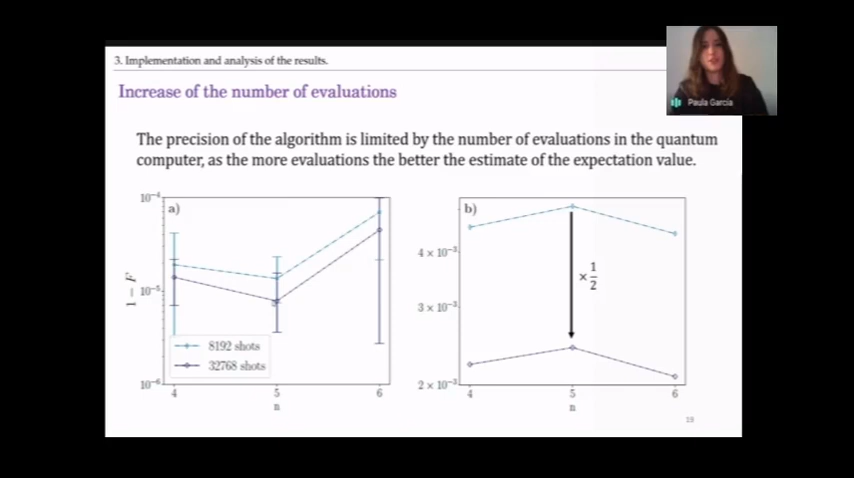 3. Implementation and analysis of the results.
Increase of the number of evaluations
Paula García
The precision of the algorithm is limited by the number of evaluations in the quantum
computer, as the more evaluations the better the estimate of the expectation value.
a)
10⁻⁴
10⁻⁵
10⁻⁶
1 − F
8192 shots
32768 shots
4 5 6
n
b)
4 × 10⁻³
3 × 10⁻³
2 × 10⁻³
× 1/2
4 5 6
n
19